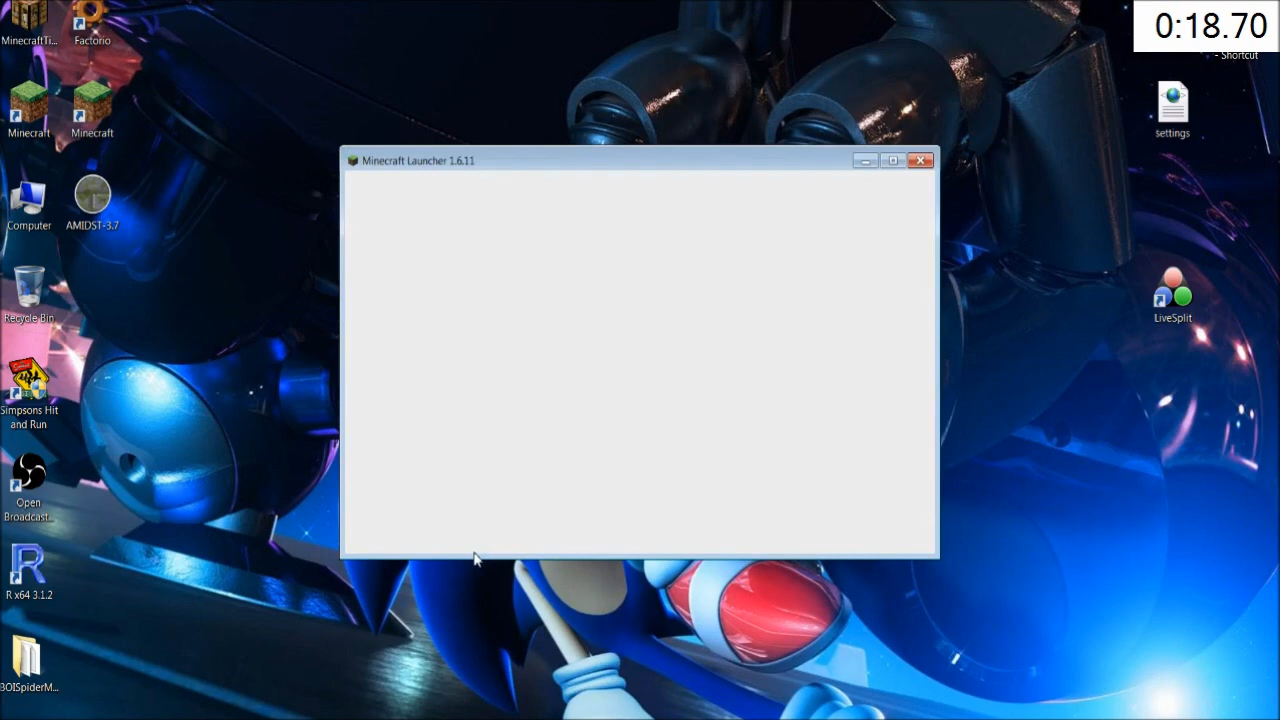 0:18.70
MinecraftTi...
Factorio
- Shortcut
Minecraft
Minecraft
settings
Minecraft Launcher 1.6.11
Computer
AMIDST-3.7
Recycle Bin
LiveSplit
Simpsons Hit
and Run
Open
Broadcast...
R x64 3.1.2
BOISpiderM...